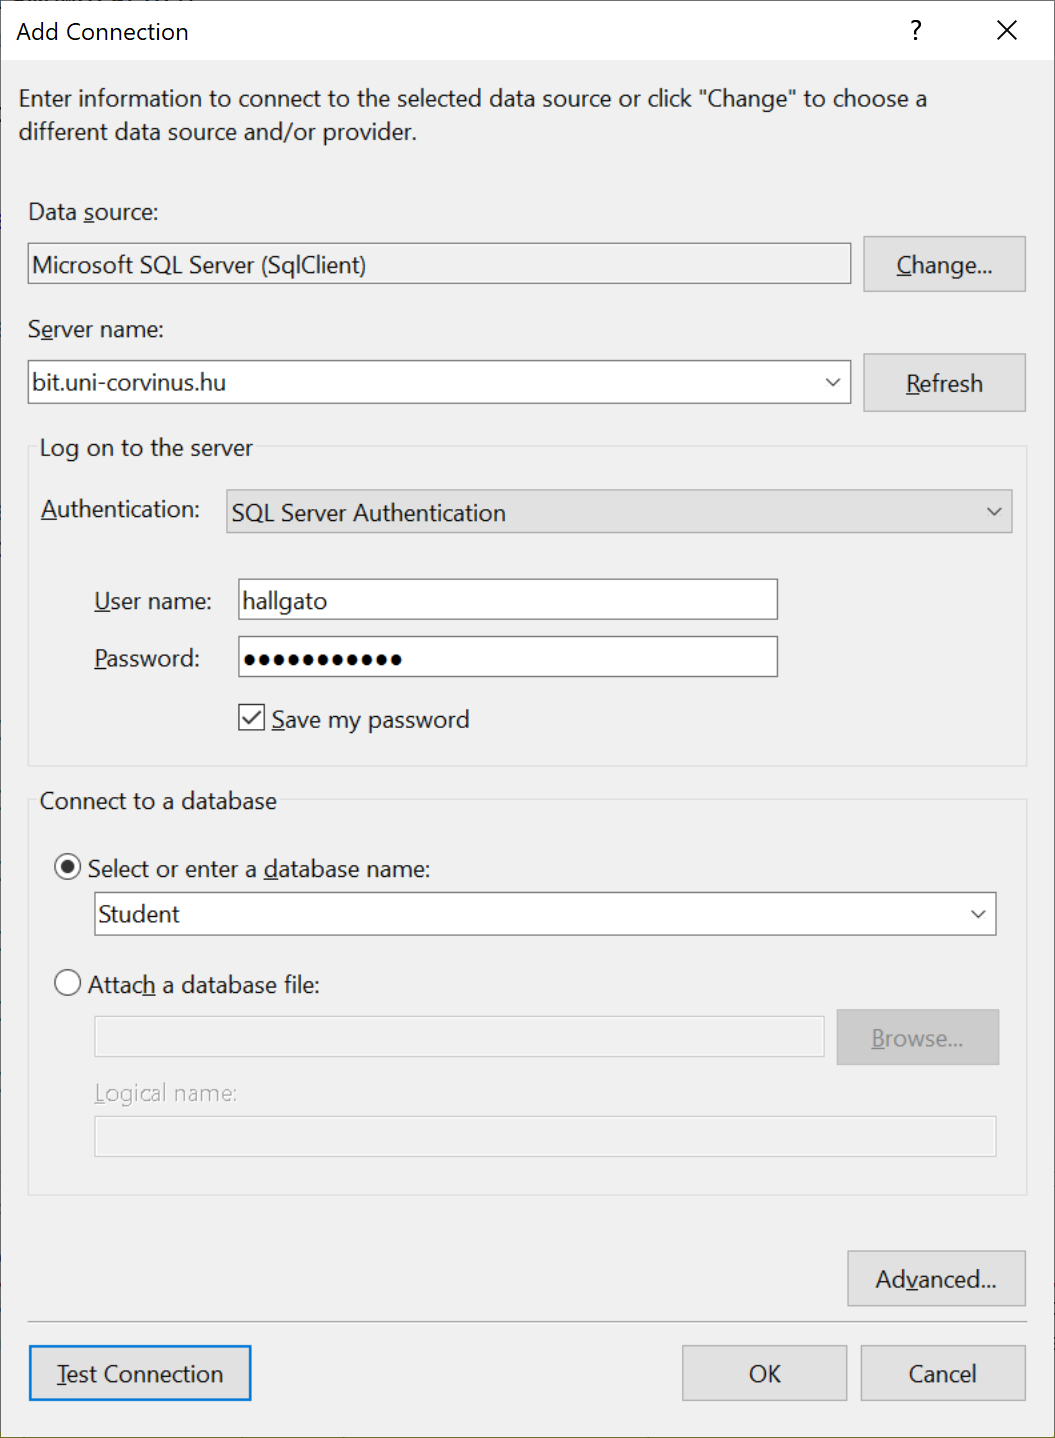 Add Connection
?
Enter information to connect to the selected data source or click "Change" to choose a
different data source and/or provider.
Data source:
Microsoft SQL Server (SqlClient)
Change...
Server name:
bit.uni-corvinus.hu
Refresh
Log on to the server
Authentication:
SQL Server Authentication
User name:
hallgato
Password:
●●●●●●●●●●●
Save my password
Connect to a database
Select or enter a database name:
Student
Attach a database file:
Browse...
Logical name:
Advanced...
Test Connection
OK
Cancel